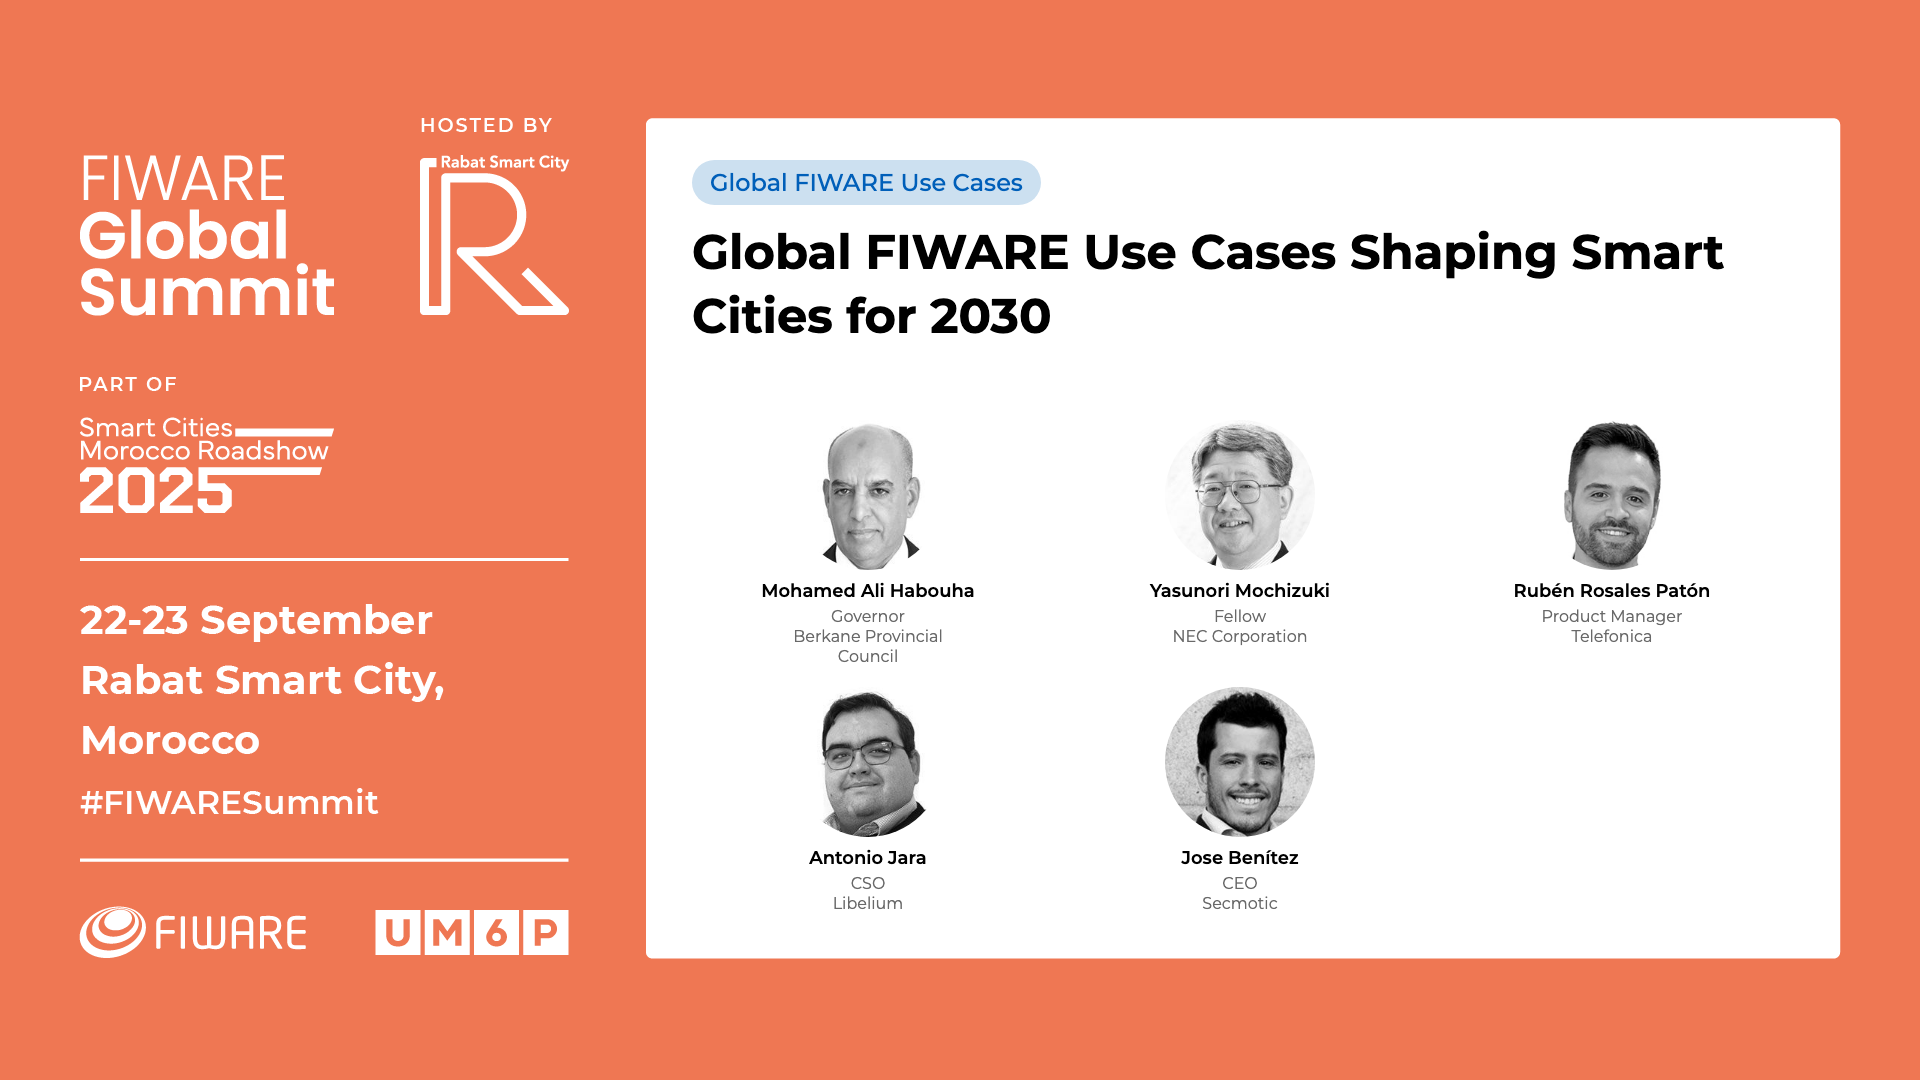 FIWARE
Global
Summit
HOSTED BY
Rabat Smart City
R
PART OF
Smart Cities
Morocco Roadshow
2025
22-23 September
Rabat Smart City,
Morocco
#FIWARESummit
FIWARE
UM6P
Global FIWARE Use Cases
Global FIWARE Use Cases Shaping Smart
Cities for 2030
Mohamed Ali Habouha
Governor
Berkane Provincial
Council
Yasunori Mochizuki
Fellow
NEC Corporation
Rubén Rosales Patón
Product Manager
Telefonica
Antonio Jara
CSO
Libelium
Jose Benítez
CEO
Secmotic